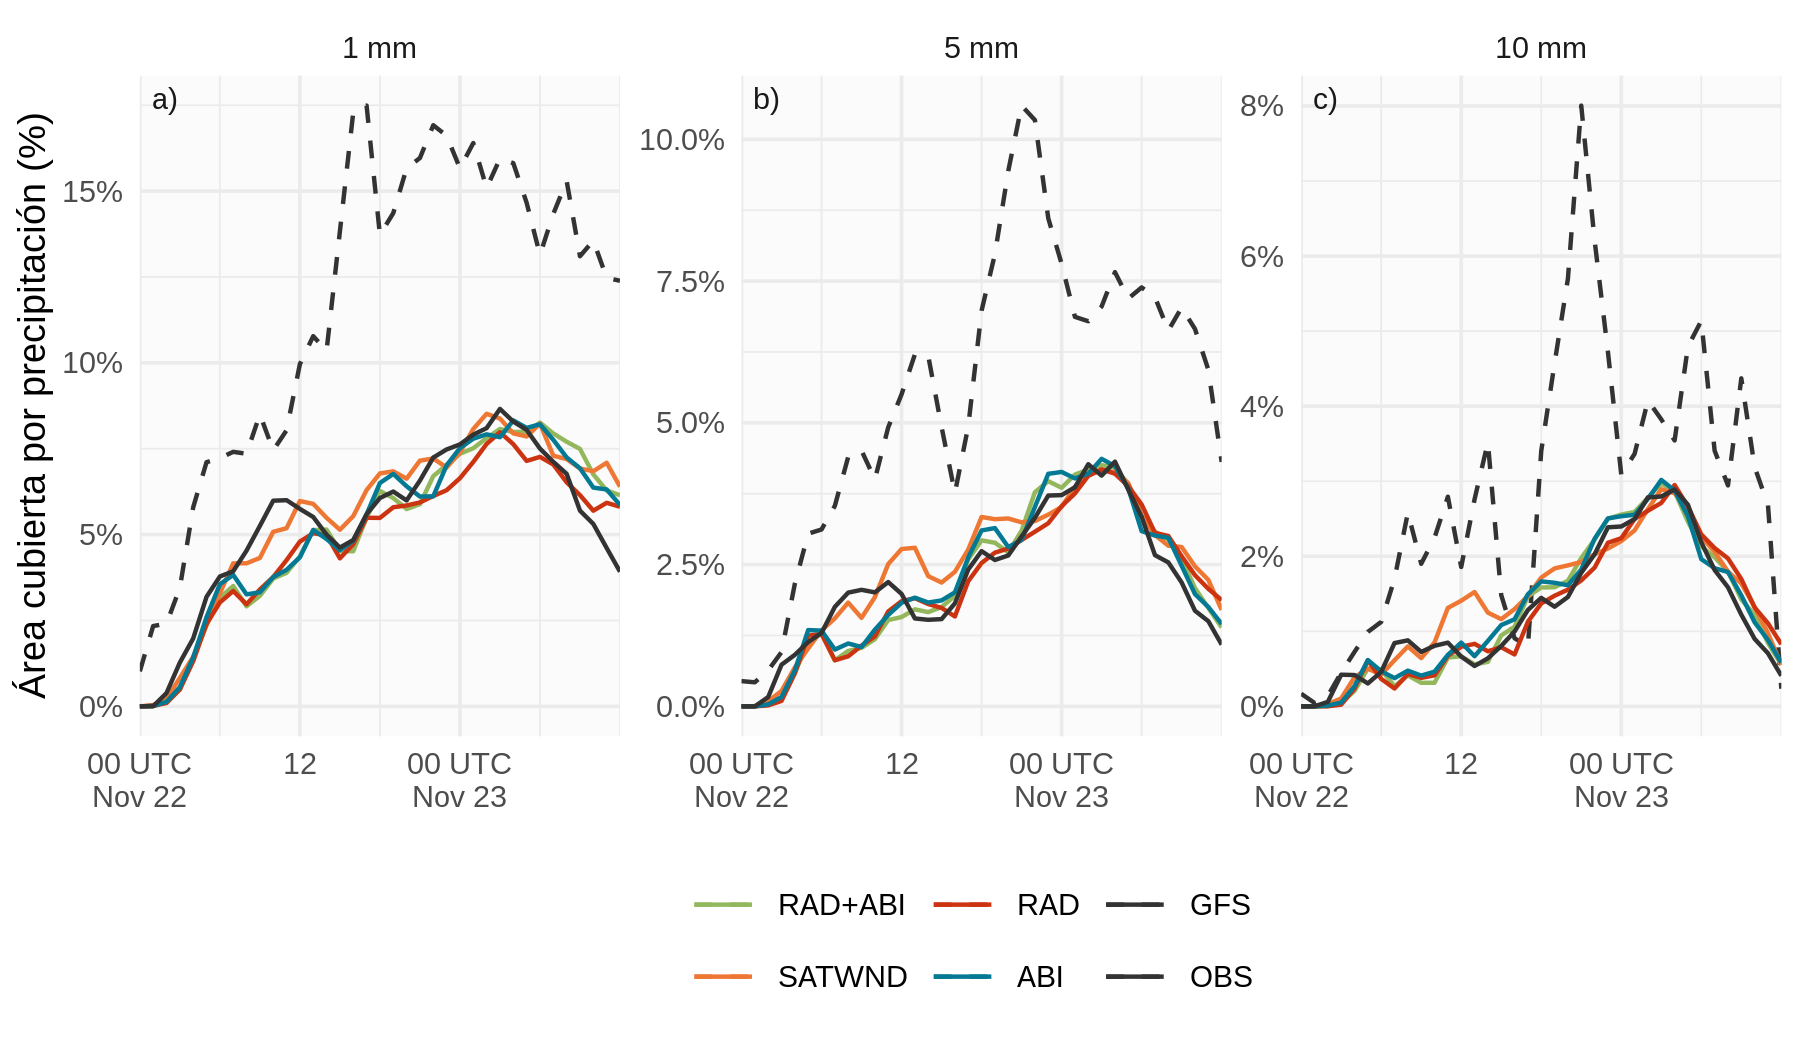 1 mm
5 mm
10 mm
a)
b)
c)
Área cubierta por precipitación (%)
15%
10%
5%
0%
10.0%
7.5%
5.0%
2.5%
0.0%
8%
6%
4%
2%
0%
00 UTC
Nov 22
12
00 UTC
Nov 23
00 UTC
Nov 22
12
00 UTC
Nov 23
00 UTC
Nov 22
12
00 UTC
Nov 23
RAD+ABI
RAD
GFS
SATWND
ABI
OBS